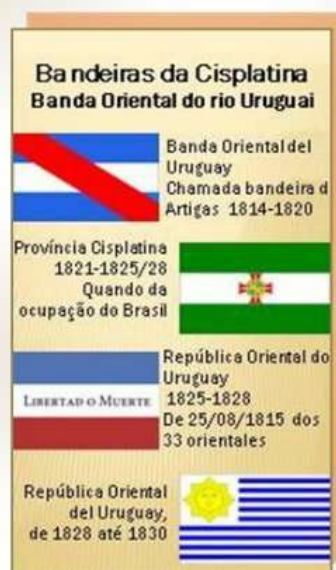 Bandeiras da Cisplatina
Banda Oriental do rio Uruguai
Banda Oriental del
Uruguay
Chamada bandeira d
Artigas 1814-1820
Província Cisplatina
1821-1825/28
Quando da
ocupação do Brasil
República Oriental do
Uruguay
1825-1828
De 25/08/1815 dos
33 orientales
LIBERTAD O MUERTE
República Oriental
del Uruguay,
de 1828 até 1830